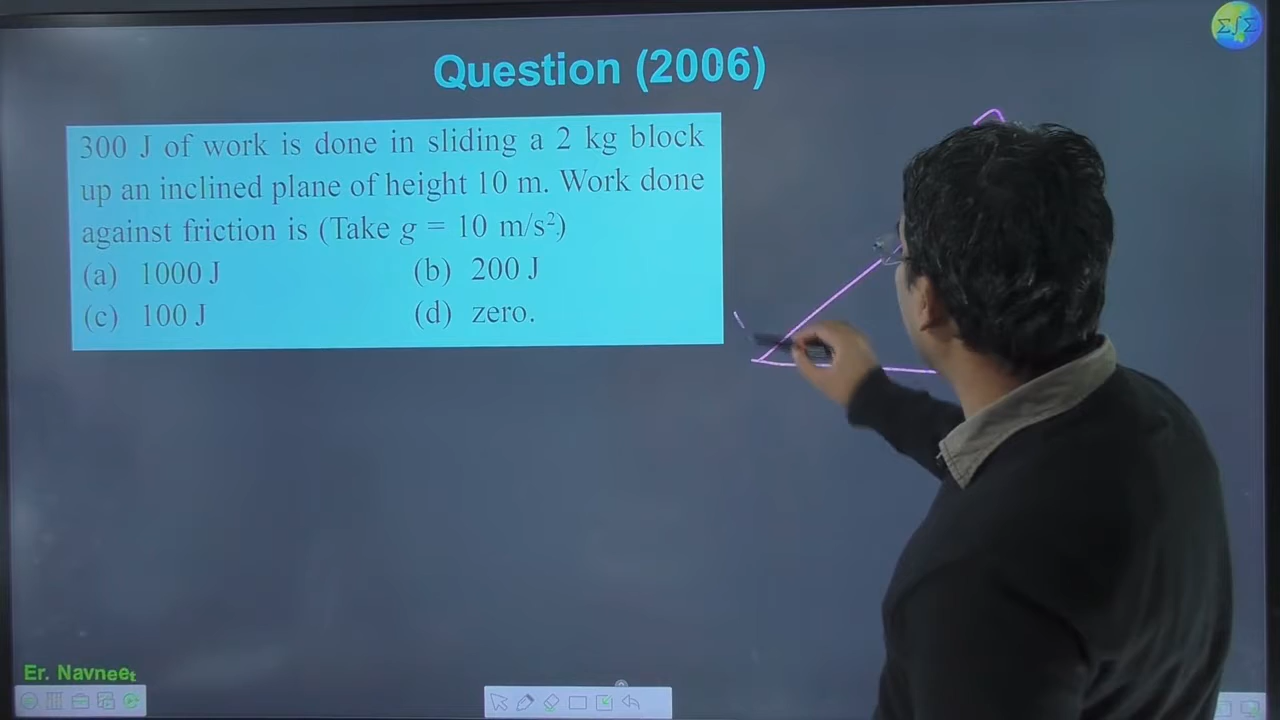 Question (2006)
300 J of work is done in sliding a 2 kg block
up an inclined plane of height 10 m. Work done
against friction is (Take g = 10 m/s²)
(a) 1000 J (b) 200 J
(c) 100 J (d) zero.
Er. Navneet
Σ∫Σ